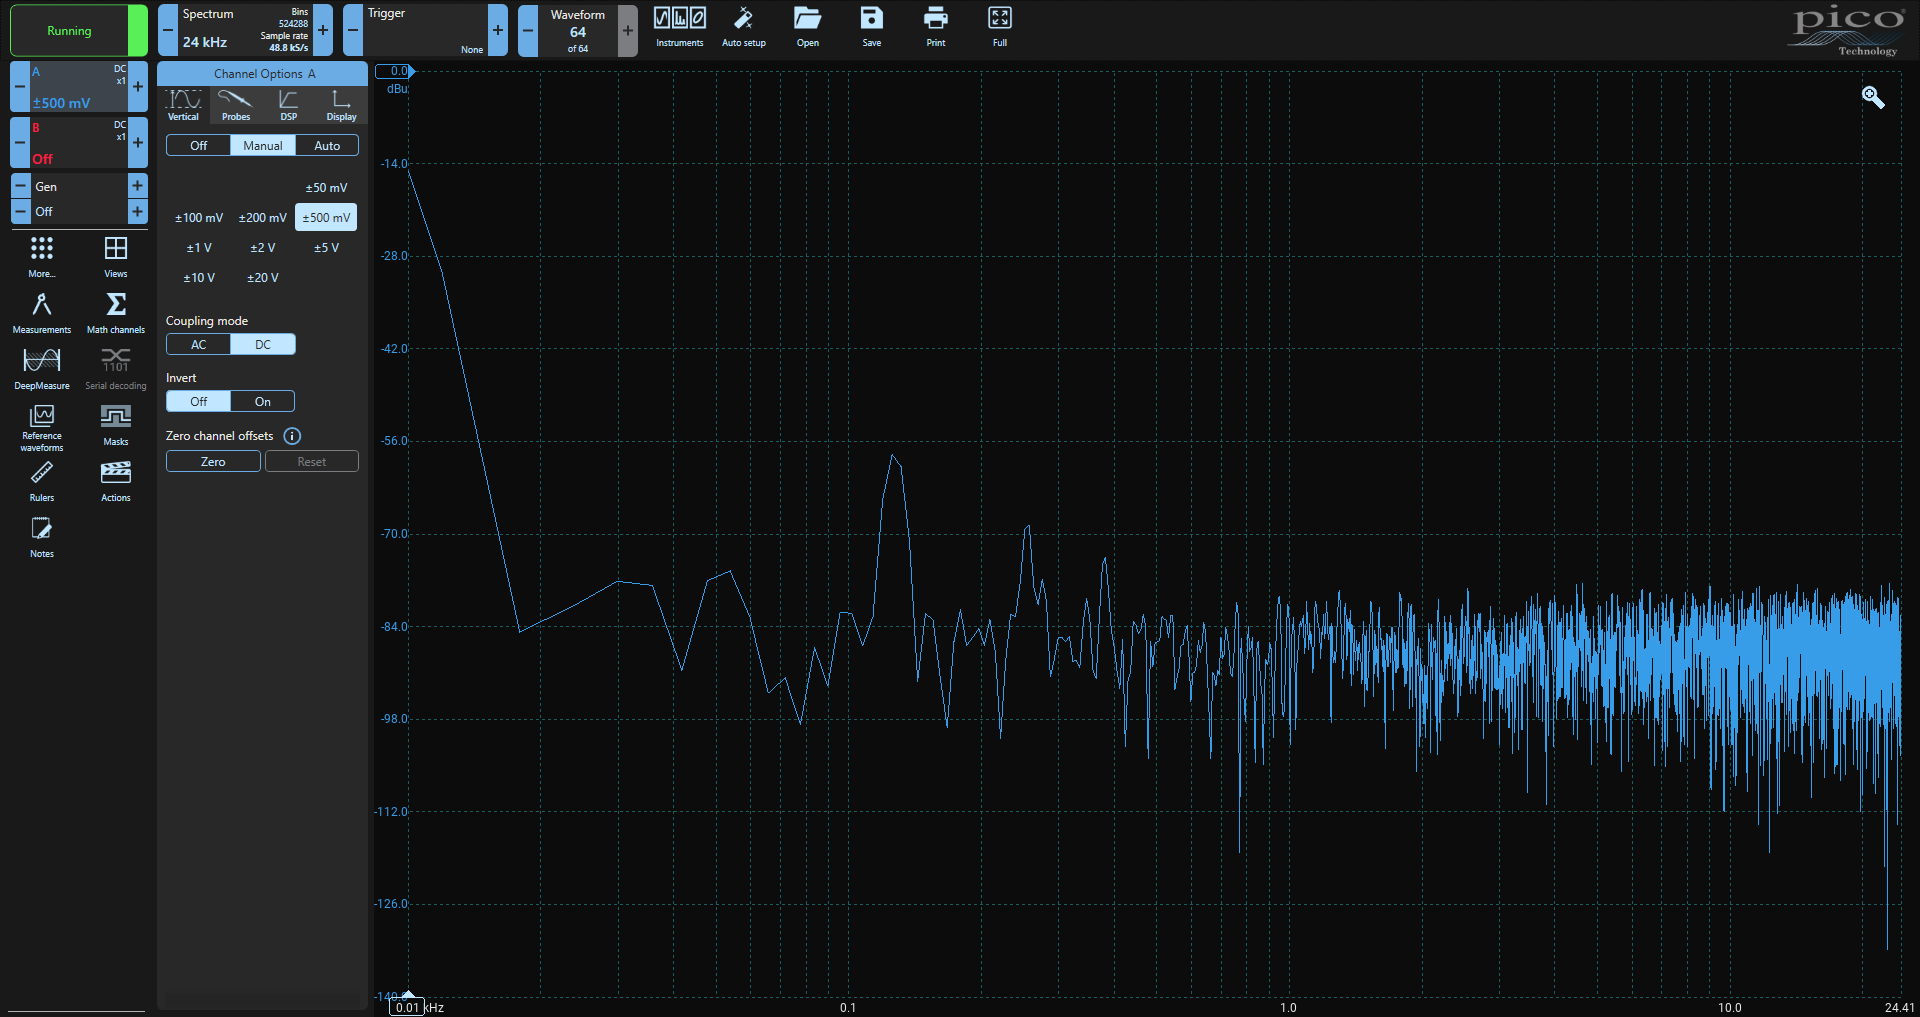 Running
Spectrum
24 kHz
Bins
524288
Sample rate
48.8 kS/s
Trigger
None
Waveform
64
of 64
Instruments
Auto setup
Open
Save
Print
Full
pico
Technology
A
DC
x1
±500 mV
B
DC
x1
Off
Gen
Off
More...
Views
Measurements
Math channels
DeepMeasure
1101
Serial decoding
Reference
waveforms
Masks
Rulers
Actions
Notes
Channel Options A
Vertical
Probes
DSP
Display
Off Manual Auto
±50 mV
±100 mV ±200 mV ±500 mV
±1 V ±2 V ±5 V
±10 V ±20 V
Coupling mode
AC DC
Invert
Off On
Zero channel offsets i
Zero Reset
0.0
dBu
-14.0
-28.0
-42.0
-56.0
-70.0
-84.0
-98.0
-112.0
-126.0
-140.0
0.01 kHz 0.1 1.0 10.0 24.41